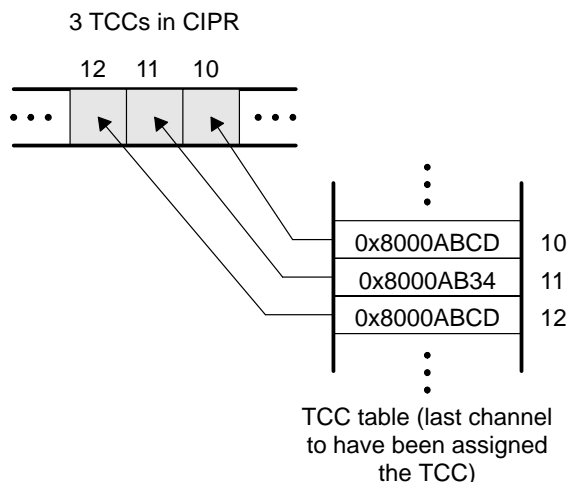 3 TCCs in CIPR
12 11 10
0x8000ABCD 10
0x8000AB34 11
0x8000ABCD 12
TCC table (last channel
to have been assigned
the TCC)